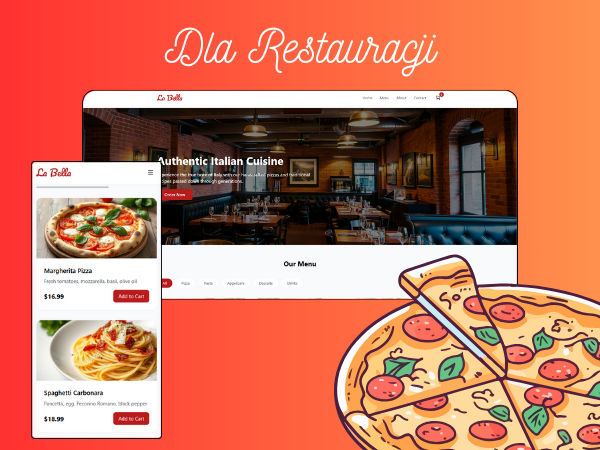 Dla Restauracji
La Bella
Home Menu About Contact
Authentic Italian Cuisine
Order Now
Our Menu
All Pizza Pasta Appetizers Desserts Drinks
La Bella
Margherita Pizza
Fresh tomatoes, mozzarella, basil, olive oil
$16.99 Add to Cart
Spaghetti Carbonara
Pancetta, egg, Pecorino Romano, black pepper
$18.99 Add to Cart